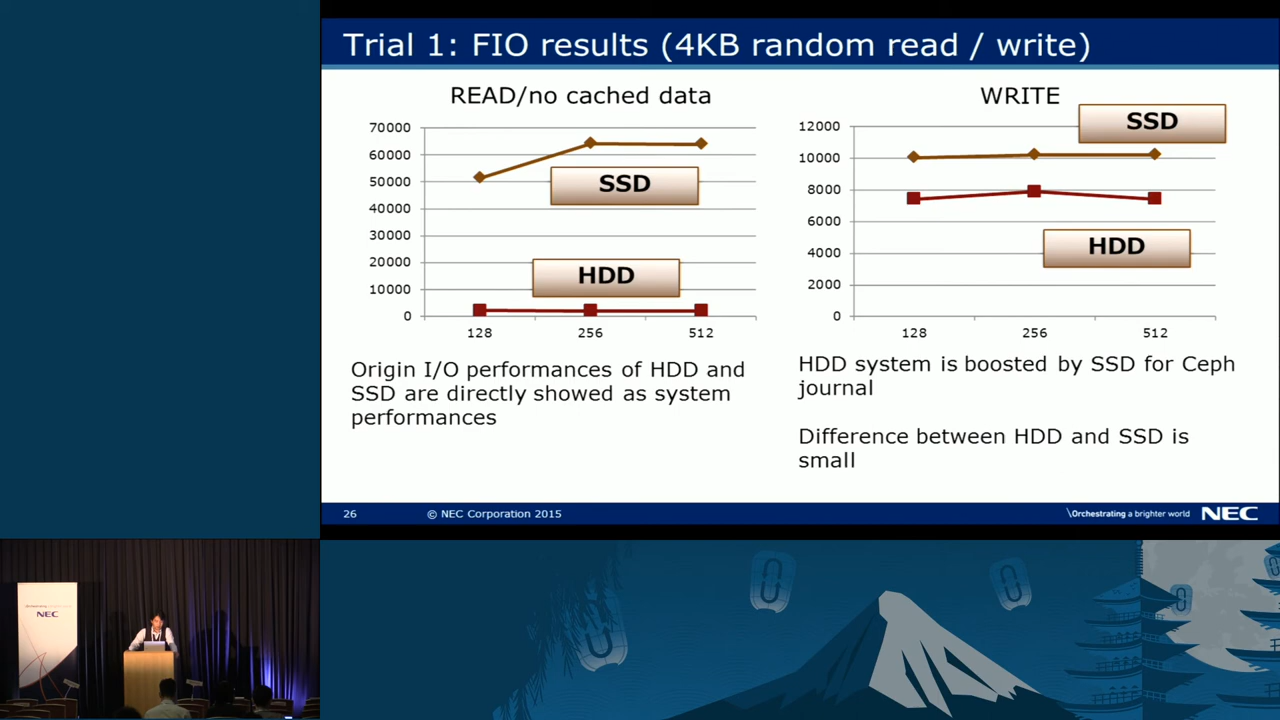 Trial 1: FIO results (4KB random read / write)
READ/no cached data
70000
60000
50000
40000
30000
20000
10000
0
128
256
512
SSD
HDD
Origin I/O performances of HDD and
SSD are directly showed as system
performances
WRITE
12000
10000
8000
6000
4000
2000
0
128
256
512
SSD
HDD
HDD system is boosted by SSD for Ceph
journal
Difference between HDD and SSD is
small
26
© NEC Corporation 2015
\Orchestrating a brighter world
NEC
NEC